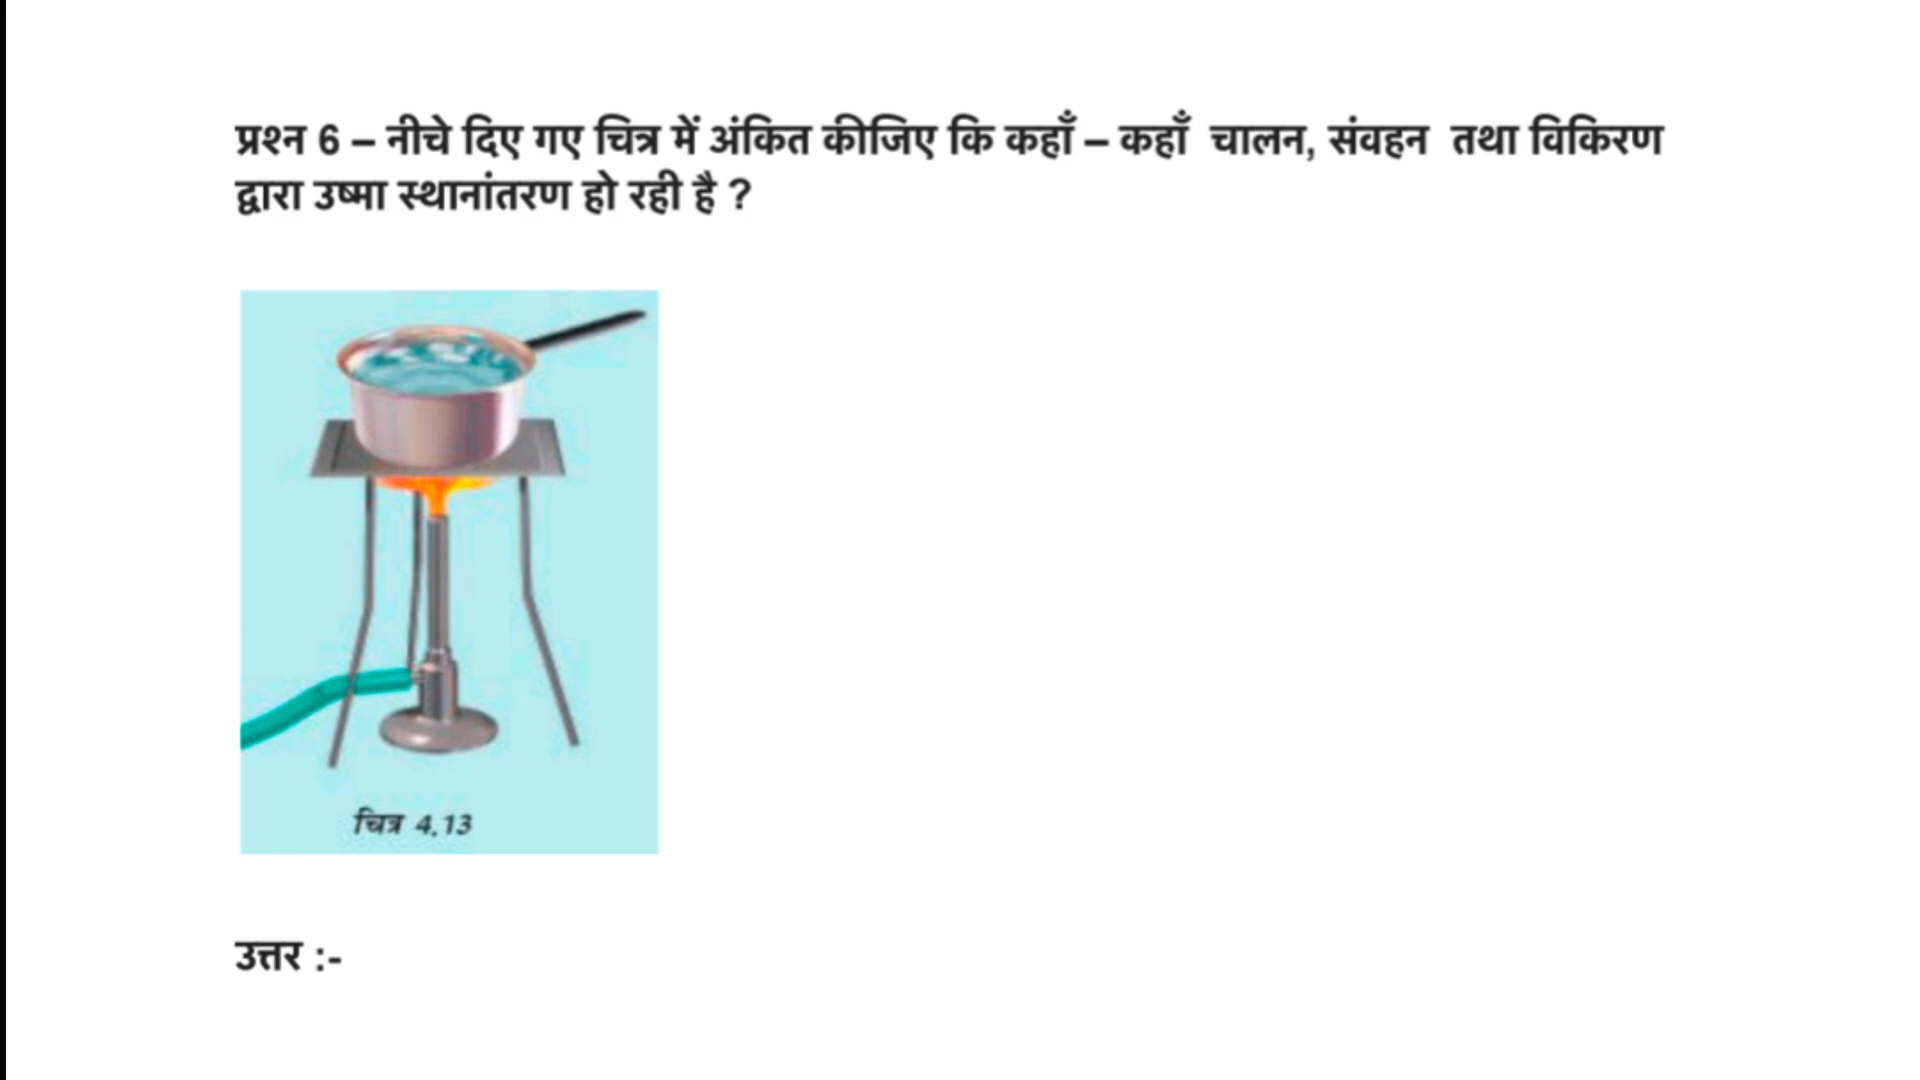 प्रश्न 6 – नीचे दिए गए चित्र में अंकित कीजिए कि कहाँ – कहाँ चालन, संवहन तथा विकिरण
द्वारा उष्मा स्थानांतरण हो रही है ?
चित्र 4.13
उत्तर :-